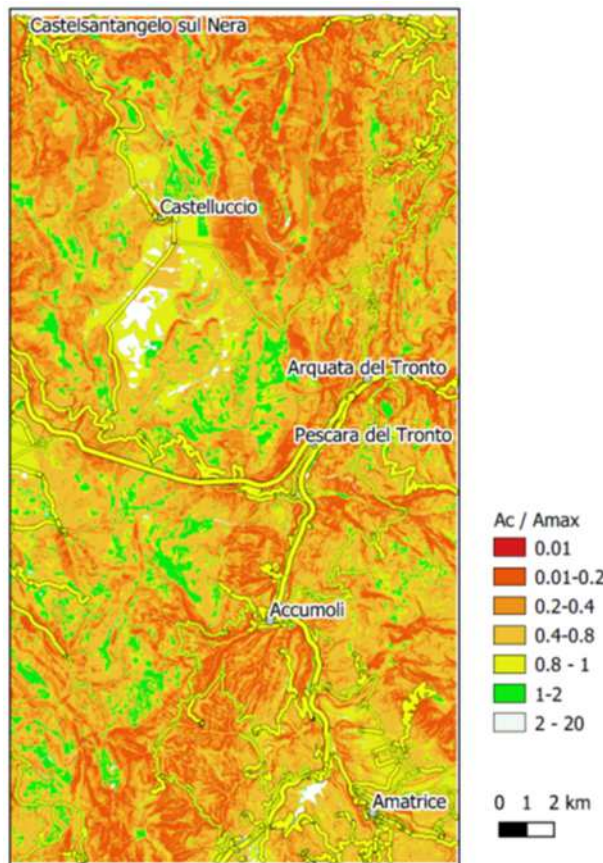 Castelsantangelo sul Nera
Castelluccio
Arquata del Tronto
Pescara del Tronto
Accumoli
Amatrice
Ac / Amax
0.01
0.01-0.2
0.2-0.4
0.4-0.8
0.8 - 1
1-2
2 - 20
0 1 2 km